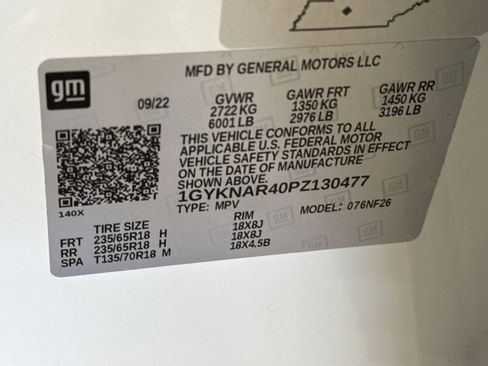 gm
MFD BY GENERAL MOTORS LLC
09/22 GVWR GAWR FRT GAWR RR
2722 KG 1350 KG 1450 KG
6001 LB 2976 LB 3196 LB
THIS VEHICLE CONFORMS TO ALL
APPLICABLE U.S. FEDERAL MOTOR
VEHICLE SAFETY STANDARDS IN EFFECT
ON THE DATE OF MANUFACTURE
SHOWN ABOVE.
1GYKNAR40PZ130477
140X TYPE: MPV MODEL: 076NF26
TIRE SIZE RIM
FRT 235/65R18 H 18X8J
RR 235/65R18 H 18X8J
SPA T135/70R18 M 18X4.5B